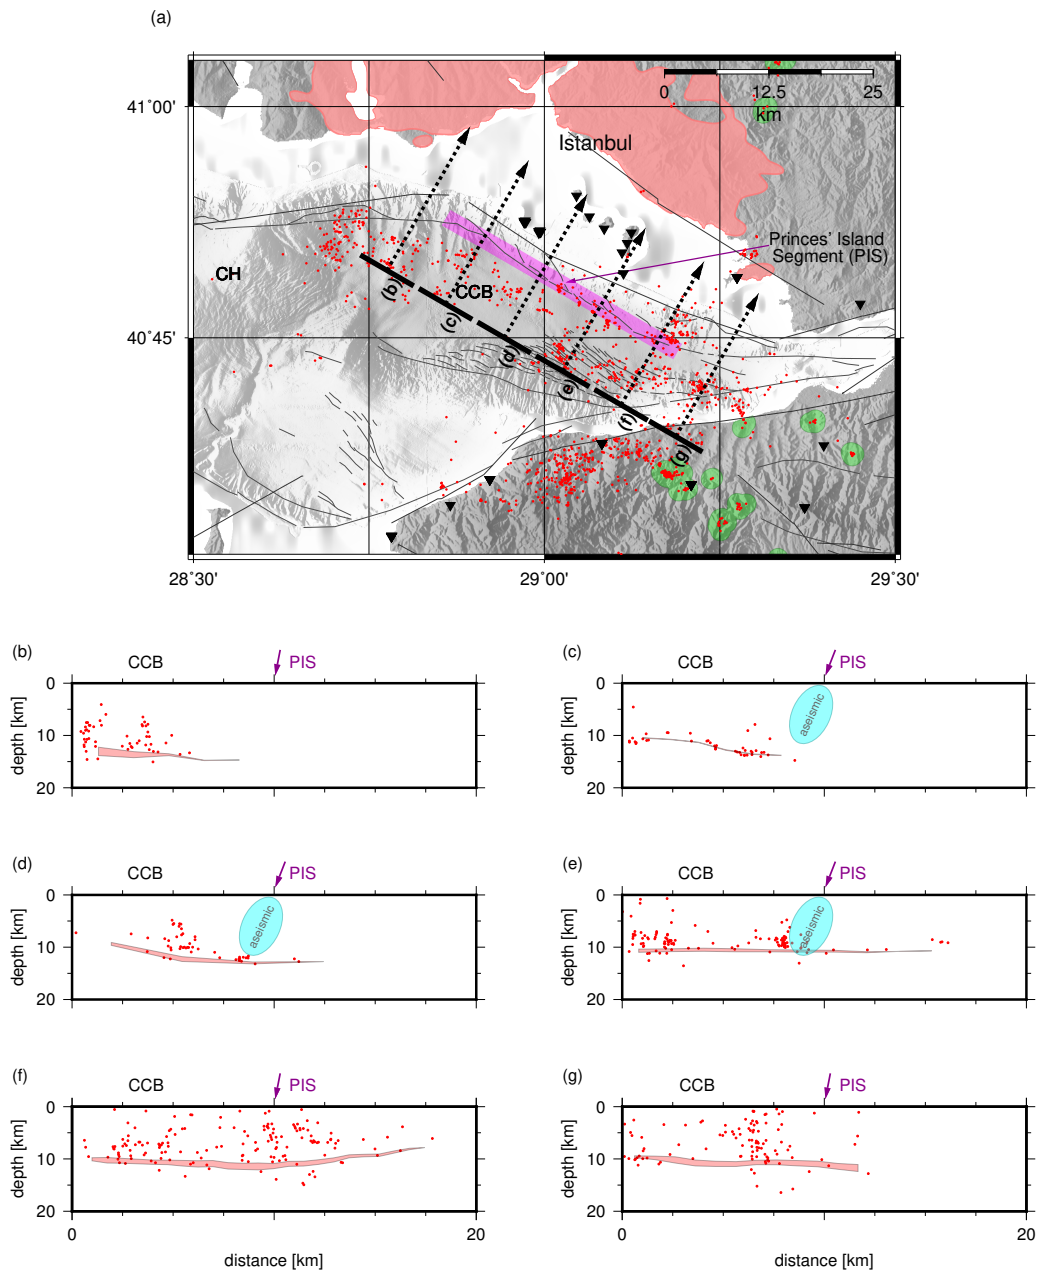 (a)
41°00'
0
12.5
25
km
Istanbul
Princes' Island
Segment (PIS)
CH
CCB
(b)
(c)
40°45'
(d)
(e)
(f)
(g)
28°30'
29°00'
29°30'
(b)
CCB
PIS
0
10
20
depth [km]
(c)
CCB
PIS
0
10
20
depth [km]
aseismic
(d)
CCB
PIS
0
10
20
depth [km]
aseismic
(e)
CCB
PIS
0
10
20
depth [km]
aseismic
(f)
CCB
PIS
0
10
20
depth [km]
0
20
distance [km]
(g)
CCB
PIS
0
10
20
depth [km]
0
20
distance [km]